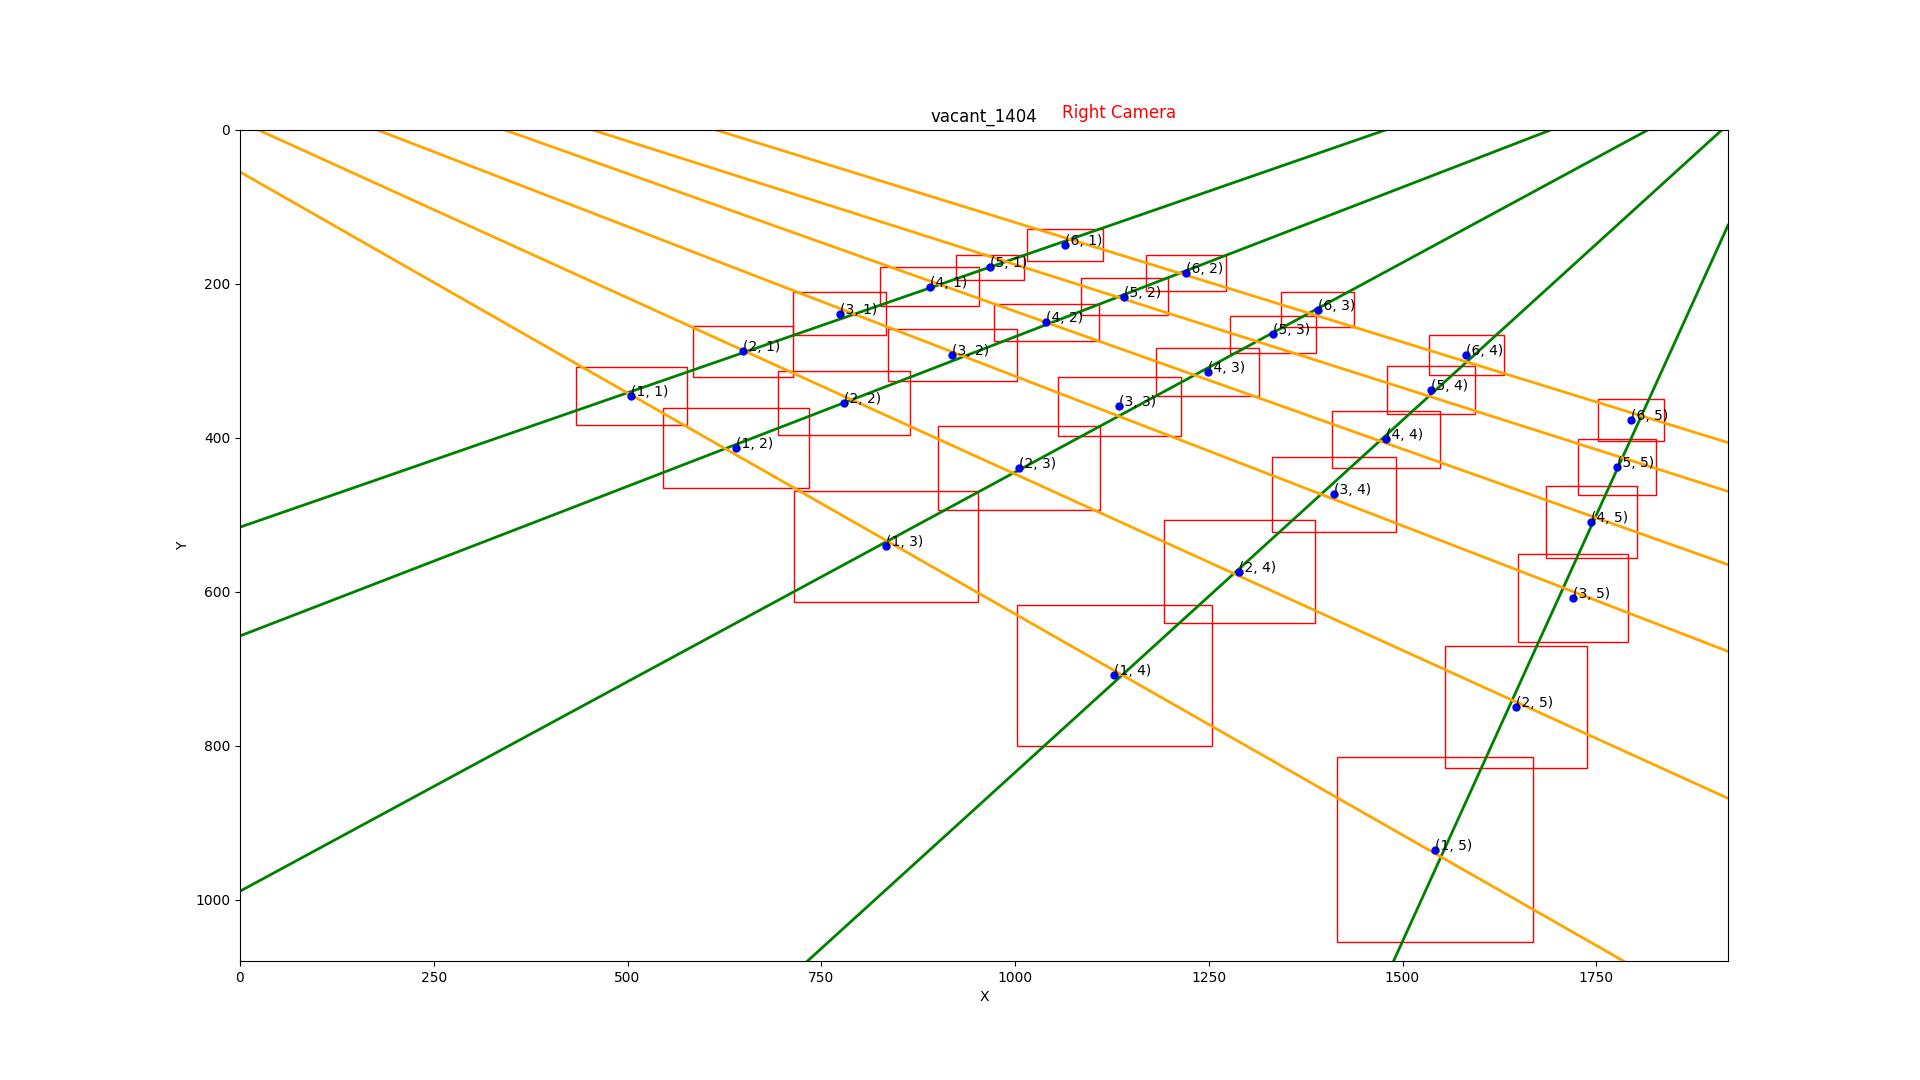 vacant_1404 Right Camera
0
(6, 1)
(5, 1) (6, 2)
200 (4, 1) (5, 2)
(3, 1) (4, 2) (6, 3)
(5, 3)
(2, 1) (3, 2) (6, 4)
(4, 3)
(1, 1) (2, 2) (3, 3) (5, 4)
400 (1, 2) (4, 4) (6, 5)
(2, 3) (5, 5)
(3, 4)
(4, 5)
Y (1, 3)
600 (2, 4) (3, 5)
(1, 4)
(2, 5)
800
(1, 5)
1000
0 250 500 750 1000 1250 1500 1750
X